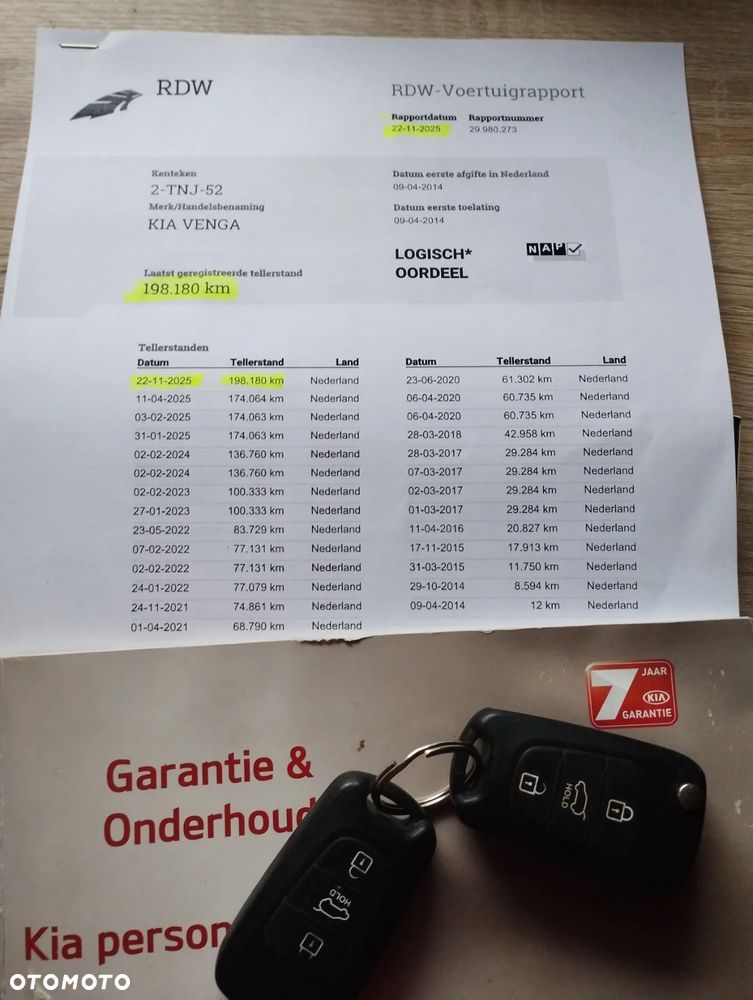 RDW
RDW-Voertuigrapport
Rapportdatum Rapportnummer
22-11-2025 29.980.273
Kenteken
2-TNJ-52
Merk/Handelsbenaming
KIA VENGA
Datum eerste afgifte in Nederland
09-04-2014
Datum eerste toelating
09-04-2014
LOGISCH*
OORDEEL
NAP
Laatst geregistreerde tellerstand
198.180 km
Tellerstanden
Datum Tellerstand Land
22-11-2025 198.180 km Nederland
11-04-2025 174.064 km Nederland
03-02-2025 174.063 km Nederland
31-01-2025 174.063 km Nederland
02-02-2024 136.760 km Nederland
02-02-2024 136.760 km Nederland
02-02-2023 100.333 km Nederland
27-01-2023 100.333 km Nederland
23-05-2022 83.729 km Nederland
07-02-2022 77.131 km Nederland
02-02-2022 77.131 km Nederland
24-01-2022 77.079 km Nederland
24-11-2021 74.861 km Nederland
01-04-2021 68.790 km Nederland
Datum Tellerstand Land
23-06-2020 61.302 km Nederland
06-04-2020 60.735 km Nederland
06-04-2020 60.735 km Nederland
28-03-2018 42.958 km Nederland
28-03-2017 29.284 km Nederland
07-03-2017 29.284 km Nederland
02-03-2017 29.284 km Nederland
01-03-2017 29.284 km Nederland
11-04-2016 20.827 km Nederland
17-11-2015 17.913 km Nederland
31-03-2015 11.750 km Nederland
29-10-2014 8.594 km Nederland
09-04-2014 12 km Nederland
7 JAAR
KIA
GARANTIE
Garantie &
Onderhoud
Kia person
HOLD
HOLD
OTOMOTO